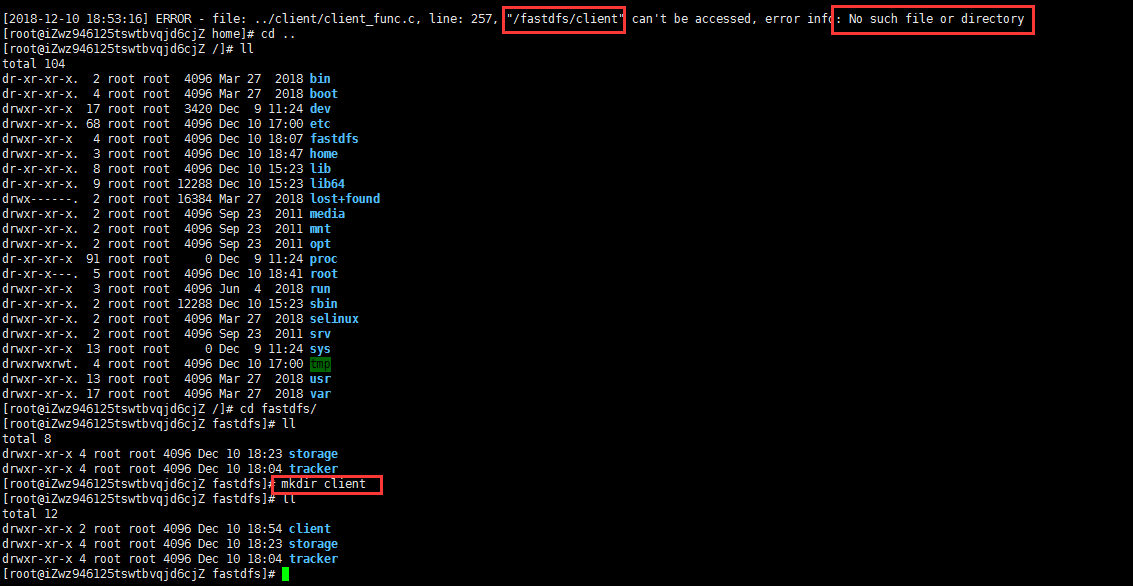 [2018-12-10 18:53:16] ERROR - file: ../client/client_func.c, line: 257, "/fastdfs/client" can't be accessed, error info: No such file or directory
[root@iZwz946125tswtbvqjd6cjZ home]# cd ..
[root@iZwz946125tswtbvqjd6cjZ /]# ll
total 104
dr-xr-xr-x.  2 root root  4096 Mar 27  2018 bin
dr-xr-xr-x.  4 root root  4096 Mar 27  2018 boot
drwxr-xr-x  17 root root  3420 Dec  9 11:24 dev
drwxr-xr-x. 68 root root  4096 Dec 10 17:00 etc
drwxr-xr-x   4 root root  4096 Dec 10 18:07 fastdfs
drwxr-xr-x.  3 root root  4096 Dec 10 18:47 home
dr-xr-xr-x.  8 root root  4096 Dec 10 15:23 lib
dr-xr-xr-x.  9 root root 12288 Dec 10 15:23 lib64
drwx------.  2 root root 16384 Mar 27  2018 lost+found
drwxr-xr-x.  2 root root  4096 Sep 23  2011 media
drwxr-xr-x.  2 root root  4096 Sep 23  2011 mnt
drwxr-xr-x.  2 root root  4096 Sep 23  2011 opt
dr-xr-xr-x  91 root root     0 Dec  9 11:24 proc
dr-xr-x---.  5 root root  4096 Dec 10 18:41 root
drwxr-xr-x   3 root root  4096 Jun  4  2018 run
dr-xr-xr-x.  2 root root 12288 Dec 10 15:23 sbin
drwxr-xr-x.  2 root root  4096 Mar 27  2018 selinux
drwxr-xr-x.  2 root root  4096 Sep 23  2011 srv
drwxr-xr-x  13 root root     0 Dec  9 11:24 sys
drwxrwxrwt.  4 root root  4096 Dec 10 17:00 tmp
drwxr-xr-x. 13 root root  4096 Mar 27  2018 usr
drwxr-xr-x. 17 root root  4096 Mar 27  2018 var
[root@iZwz946125tswtbvqjd6cjZ /]# cd fastdfs/
[root@iZwz946125tswtbvqjd6cjZ fastdfs]# ll
total 8
drwxr-xr-x 4 root root 4096 Dec 10 18:23 storage
drwxr-xr-x 4 root root 4096 Dec 10 18:04 tracker
[root@iZwz946125tswtbvqjd6cjZ fastdfs]# mkdir client
[root@iZwz946125tswtbvqjd6cjZ fastdfs]# ll
total 12
drwxr-xr-x 2 root root 4096 Dec 10 18:54 client
drwxr-xr-x 4 root root 4096 Dec 10 18:23 storage
drwxr-xr-x 4 root root 4096 Dec 10 18:04 tracker
[root@iZwz946125tswtbvqjd6cjZ fastdfs]#